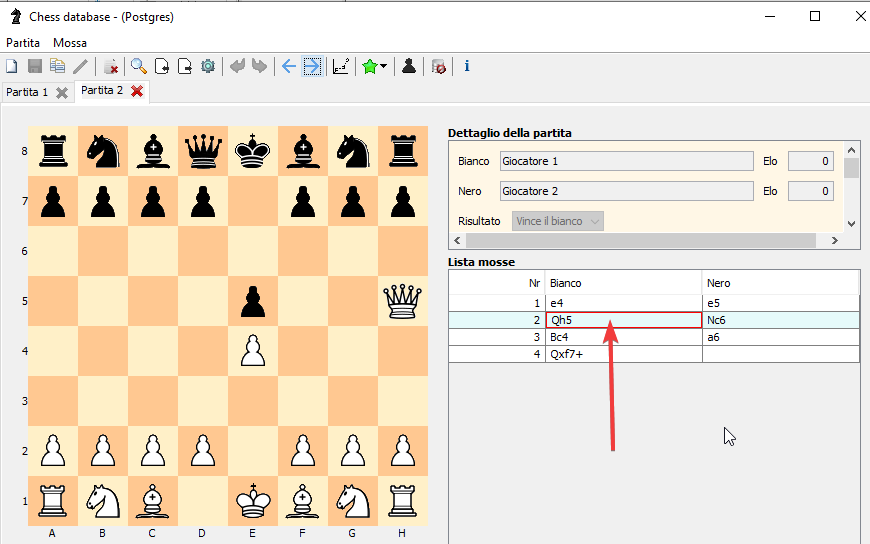 Chess database - (Postgres)
Partita Mossa
Partita 1 Partita 2
Dettaglio della partita
Bianco Giocatore 1 Elo 0
Nero Giocatore 2 Elo 0
Risultato Vince il bianco
Lista mosse
Nr Bianco Nero
1 e4 e5
2 Qh5 Nc6
3 Bc4 a6
4 Qxf7+
8
7
6
5
4
3
2
1
A B C D E F G H